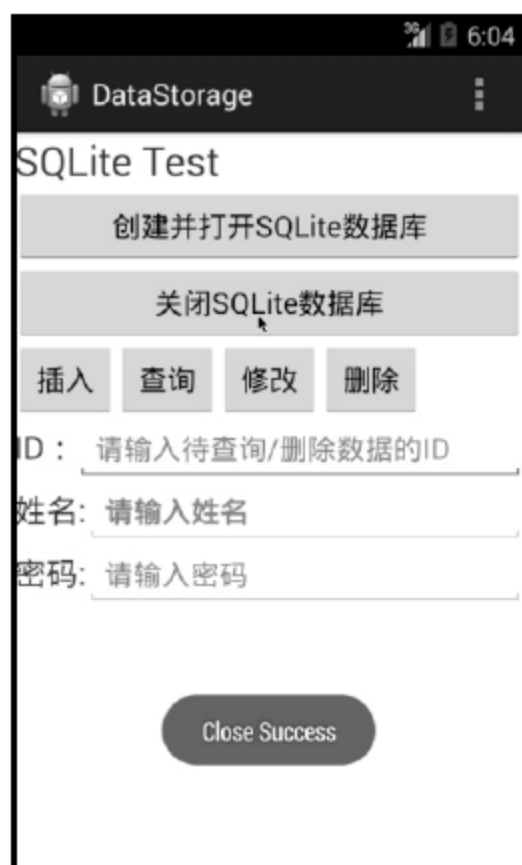 3G 6:04
DataStorage
SQLite Test
创建并打开SQLite数据库
关闭SQLite数据库
插入 查询 修改 删除
ID： 请输入待查询/删除数据的ID
姓名: 请输入姓名
密码: 请输入密码
Close Success